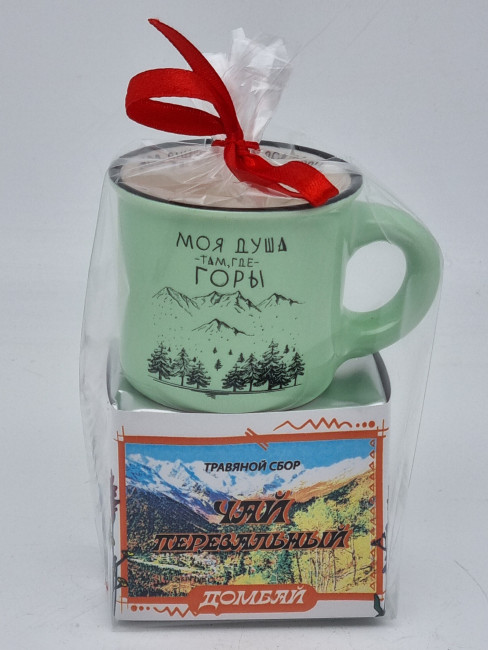 МОЯ ДУША
-ТАМ, ГДЕ-
ГОРЫ
ТРАВЯНОЙ СБОР
ЧАЙ
ПЕРЕВАЛЬНЫЙ
ДОМБАЙ